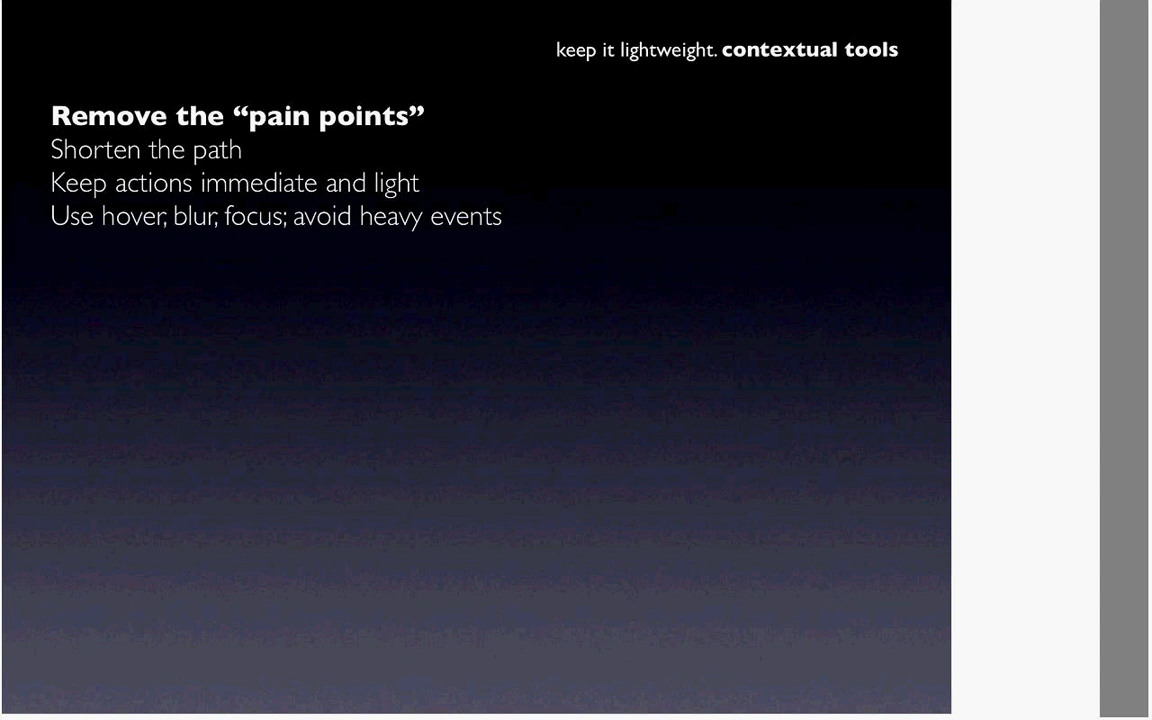 keep it lightweight. contextual tools
Remove the “pain points”
Shorten the path
Keep actions immediate and light
Use hover, blur, focus; avoid heavy events